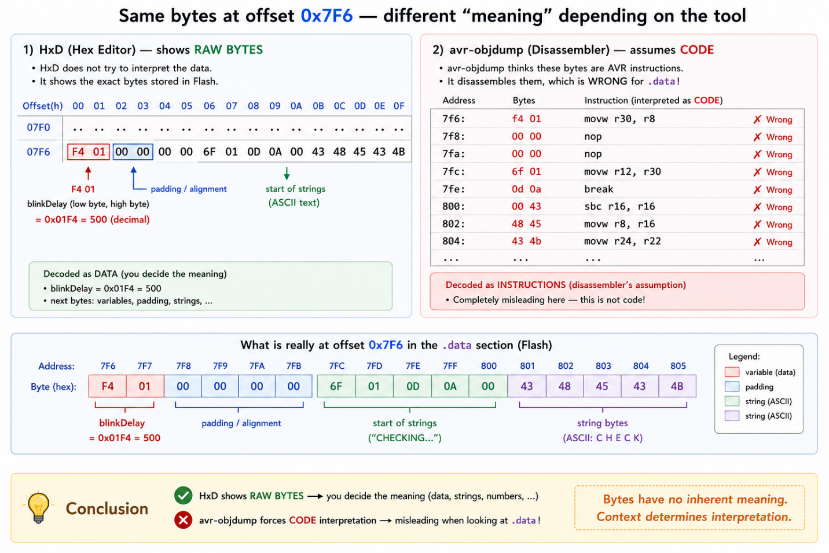 Same bytes at offset 0x7F6 — different “meaning” depending on the tool
1) HxD (Hex Editor) — shows RAW BYTES
• HxD does not try to interpret the data.
• It shows the exact bytes stored in Flash.
Offset(h) 00 01 02 03 04 05 06 07 08 09 0A 0B 0C 0D 0E 0F
07F0 .. .. .. .. .. .. .. .. .. .. .. .. .. .. .. ..
07F6 F4 01 00 00 00 00 6F 01 0D 0A 00 43 48 45 43 4B
F4 01
blinkDelay (low byte, high byte)
= 0x01F4 = 500 (decimal)
padding / alignment
start of strings
(ASCII text)
Decoded as DATA (you decide the meaning)
• blinkDelay = 0x01F4 = 500
• next bytes: variables, padding, strings, ...
2) avr-objdump (Disassembler) — assumes CODE
• avr-objdump thinks these bytes are AVR instructions.
• It disassembles them, which is WRONG for .data!
Address Bytes Instruction (interpreted as CODE)
7f6: f4 01 movw r30, r8 ✗ Wrong
7f8: 00 00 nop ✗ Wrong
7fa: 00 00 nop ✗ Wrong
7fc: 6f 01 movw r12, r30 ✗ Wrong
7fe: 0d 0a break ✗ Wrong
800: 00 43 sbc r16, r16 ✗ Wrong
802: 48 45 movw r8, r16 ✗ Wrong
804: 43 4b movw r24, r22 ✗ Wrong
... ... ... ...
Decoded as INSTRUCTIONS (disassembler’s assumption)
• Completely misleading here — this is not code!
What is really at offset 0x7F6 in the .data section (Flash)
Address: 7F6 7F7 7F8 7F9 7FA 7FB 7FC 7FD 7FE 7FF 800 801 802 803 804 805
Byte (hex): F4 01 00 00 00 00 6F 01 0D 0A 00 43 48 45 43 4B
blinkDelay
= 0x01F4 = 500
padding / alignment
start of strings
(“CHECKING...”)
string bytes
(ASCII: C H E C K)
Legend:
variable (data)
padding
string (ASCII)
string (ASCII)
Conclusion
HxD shows RAW BYTES → you decide the meaning (data, strings, numbers, ...)
avr-objdump forces CODE interpretation → misleading when looking at .data!
Bytes have no inherent meaning.
Context determines interpretation.